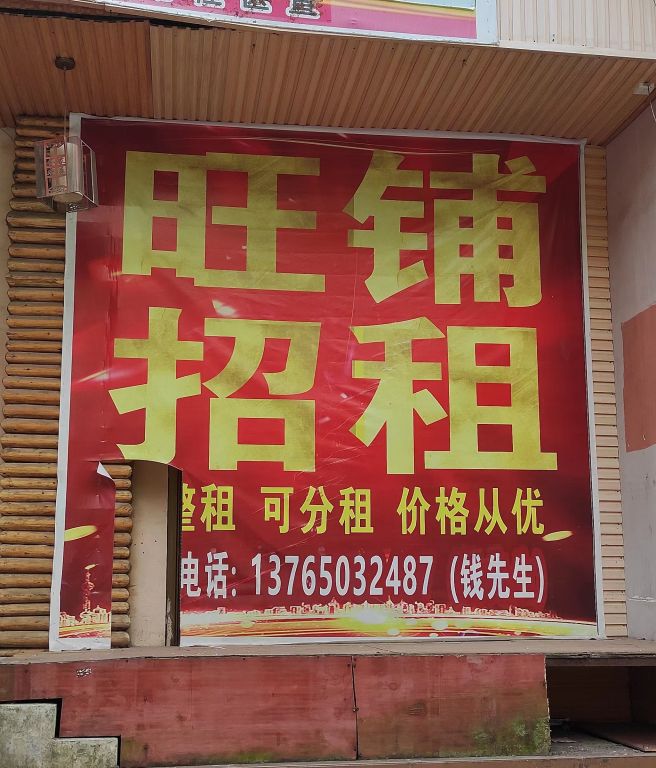 旺铺
招租
整租 可分租 价格从优
电话: 13765032487 (钱先生)